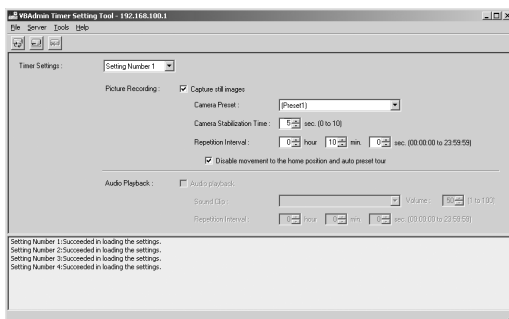 VBAdmin Timer Setting Tool - 192.168.100.1
File Server Tools Help
Timer Settings : Setting Number 1
Picture Recording : Capture still images
Camera Preset : (Preset1)
Camera Stabilization Time : 5 sec. (0 to 10)
Repetition Interval : 0 hour 10 min. 0 sec. (00:00:00 to 23:59:59)
Disable movement to the home position and auto preset tour
Audio Playback : Audio playback
Sound Clip : Volume : 50 (1 to 100)
Repetition Interval : 0 hour 0 min. 0 sec. (00:00:00 to 23:59:59)
Setting Number 1:Succeeded in loading the settings.
Setting Number 2:Succeeded in loading the settings.
Setting Number 3:Succeeded in loading the settings.
Setting Number 4:Succeeded in loading the settings.